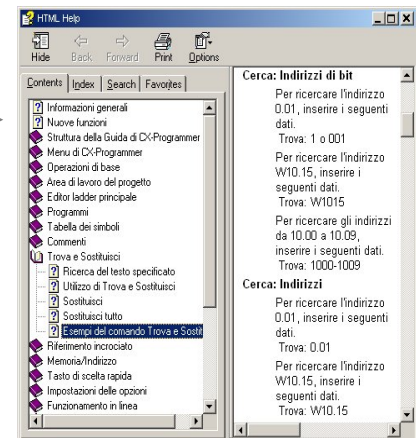 HTML Help
Hide Back Forward Print Options
Contents Index Search Favorites
Informazioni generali
Nuove funzioni
Struttura della Guida di CX-Programmer
Menu di CX-Programmer
Operazioni di base
Area di lavoro del progetto
Editor ladder principale
Programmi
Tabella dei simboli
Commenti
Trova e Sostituisci
Ricerca del testo specificato
Utilizzo di Trova e Sostituisci
Sostituisci
Sostituisci tutto
Esempi del comando Trova e Sostit
Riferimento incrociato
Memoria/Indirizzo
Tasto di scelta rapida
Impostazioni delle opzioni
Funzionamento in linea
Cerca: Indirizzi di bit
Per ricercare l'indirizzo
0.01, inserire i seguenti
dati.
Trova: 1 o 001
Per ricercare l'indirizzo
W10.15, inserire i
seguenti dati.
Trova: W1015
Per ricercare gli indirizzi
da 10.00 a 10.09,
inserire i seguenti dati.
Trova: 1000-1009
Cerca: Indirizzi
Per ricercare l'indirizzo
0.01, inserire i seguenti
dati.
Trova: 0.01
Per ricercare l'indirizzo
W10.15, inserire i
seguenti dati.
Trova: W10.15